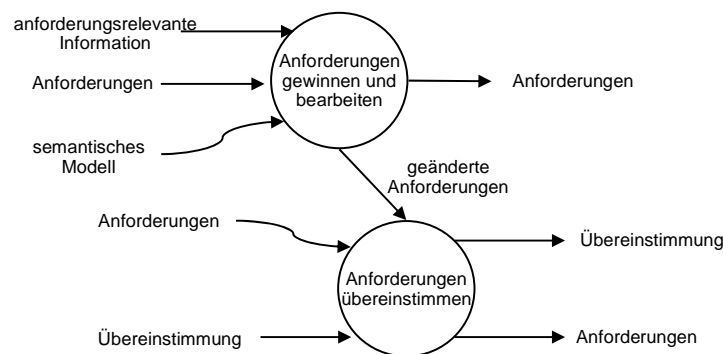 anforderungsrelevante
Information
Anforderungen
gewinnen und
bearbeiten
Anforderungen
Anforderungen
semantisches
Modell
geänderte
Anforderungen
Anforderungen
Übereinstimmung
Anforderungen
übereinstimmen
Übereinstimmung
Anforderungen